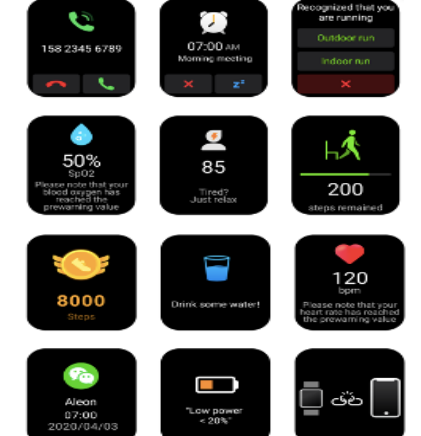 158 2345 6789
07:00 AM
Morning meeting
Recognized that you
are running
Outdoor run
Indoor run
50%
SpO2
Please note that your
blood oxygen has
reached the
prewarning value
85
Tired?
Just relax
200
steps remained
8000
Steps
Drink some water!
120
bpm
Please note that your
heart rate has reached
the prewarning value
Aleon
07:00
2020/04/03
"Low power
< 20%"